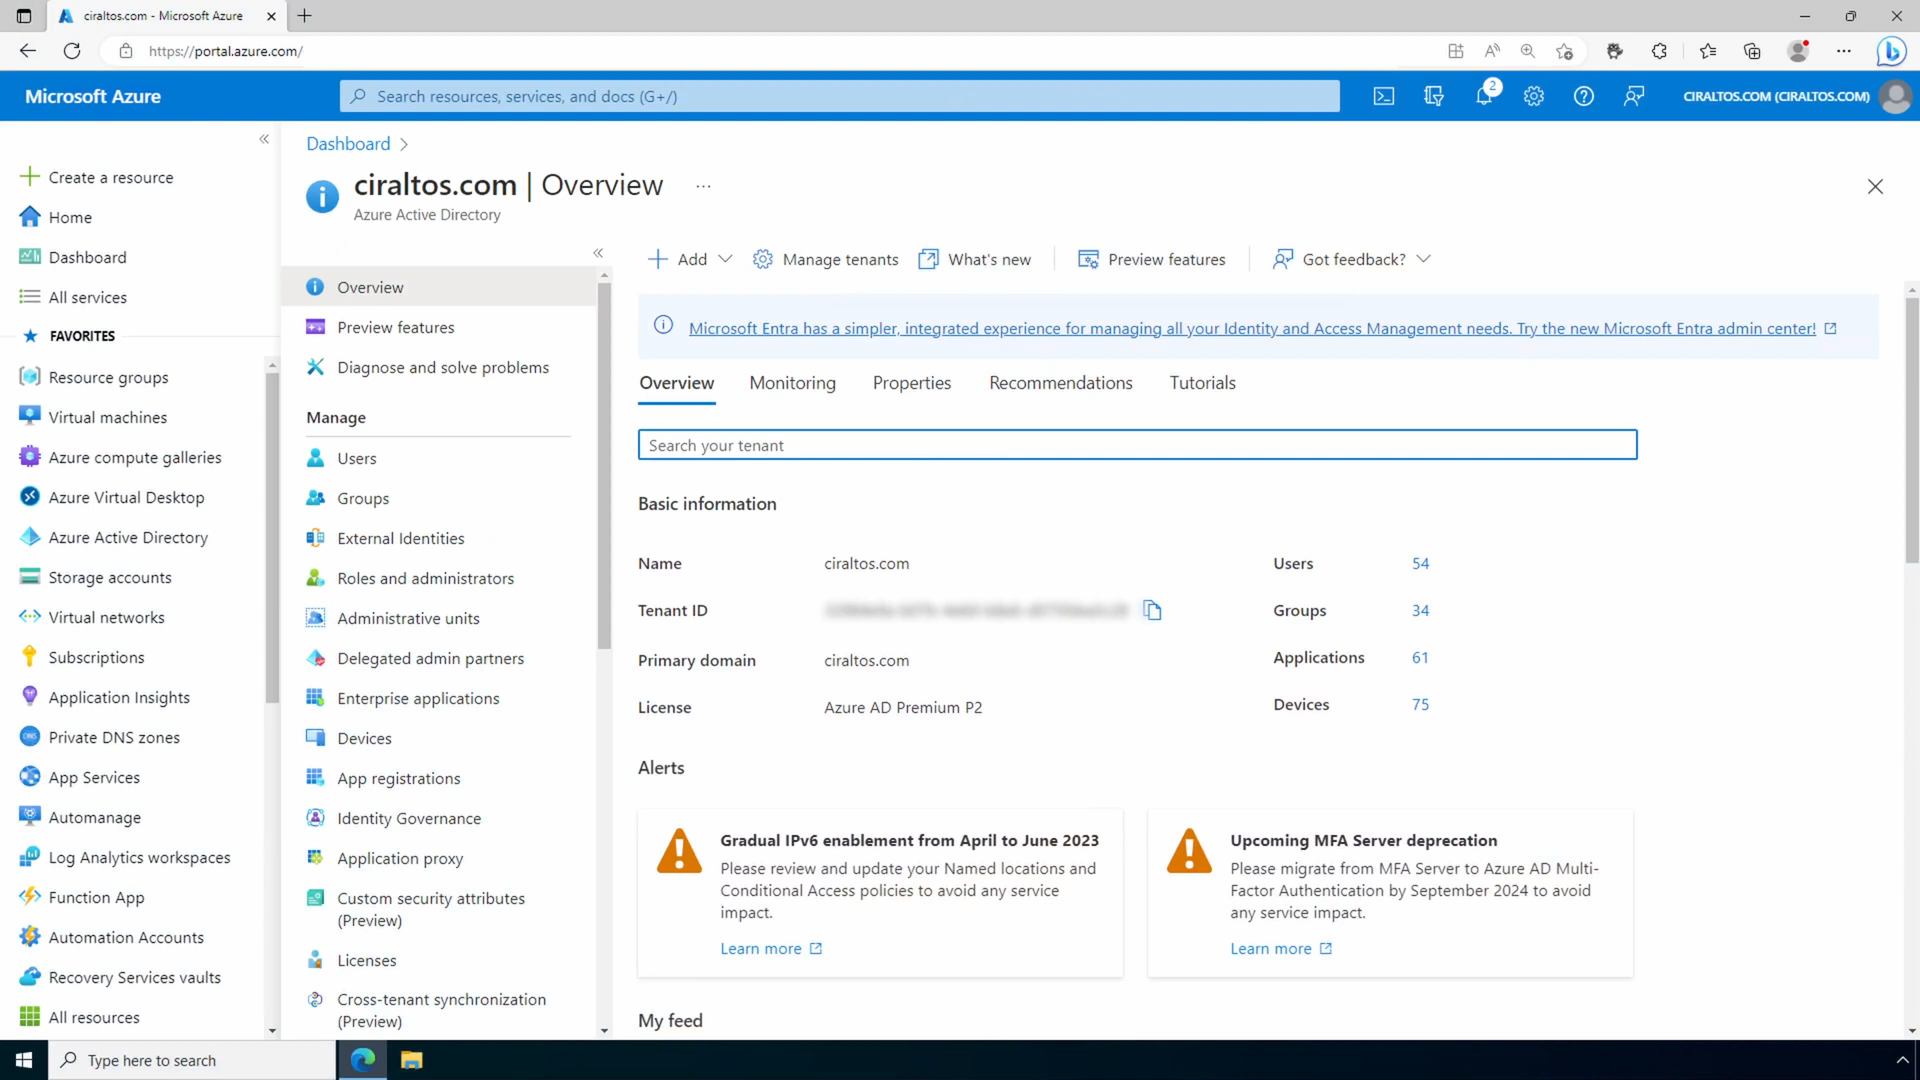 ciraltos.com - Microsoft Azure
https://portal.azure.com/
Microsoft Azure
Search resources, services, and docs (G+/)
2
CIRALTOS.COM (CIRALTOS.COM)
Create a resource
Home
Dashboard
All services
FAVORITES
Resource groups
Virtual machines
Azure compute galleries
Azure Virtual Desktop
Azure Active Directory
Storage accounts
Virtual networks
Subscriptions
Application Insights
Private DNS zones
App Services
Automanage
Log Analytics workspaces
Function App
Automation Accounts
Recovery Services vaults
All resources
Dashboard
ciraltos.com | Overview
...
Azure Active Directory
Overview
Preview features
Diagnose and solve problems
Manage
Users
Groups
External Identities
Roles and administrators
Administrative units
Delegated admin partners
Enterprise applications
Devices
App registrations
Identity Governance
Application proxy
Custom security attributes
(Preview)
Licenses
Cross-tenant synchronization
(Preview)
Add
Manage tenants
What's new
Preview features
Got feedback?
Microsoft Entra has a simpler, integrated experience for managing all your Identity and Access Management needs. Try the new Microsoft Entra admin center!
Overview
Monitoring
Properties
Recommendations
Tutorials
Search your tenant
Basic information
Name
ciraltos.com
Users
54
Tenant ID
Groups
34
Primary domain
ciraltos.com
Applications
61
License
Azure AD Premium P2
Devices
75
Alerts
Gradual IPv6 enablement from April to June 2023
Please review and update your Named locations and
Conditional Access policies to avoid any service
impact.
Learn more
Upcoming MFA Server deprecation
Please migrate from MFA Server to Azure AD Multi-
Factor Authentication by September 2024 to avoid
any service impact.
Learn more
My feed
Type here to search